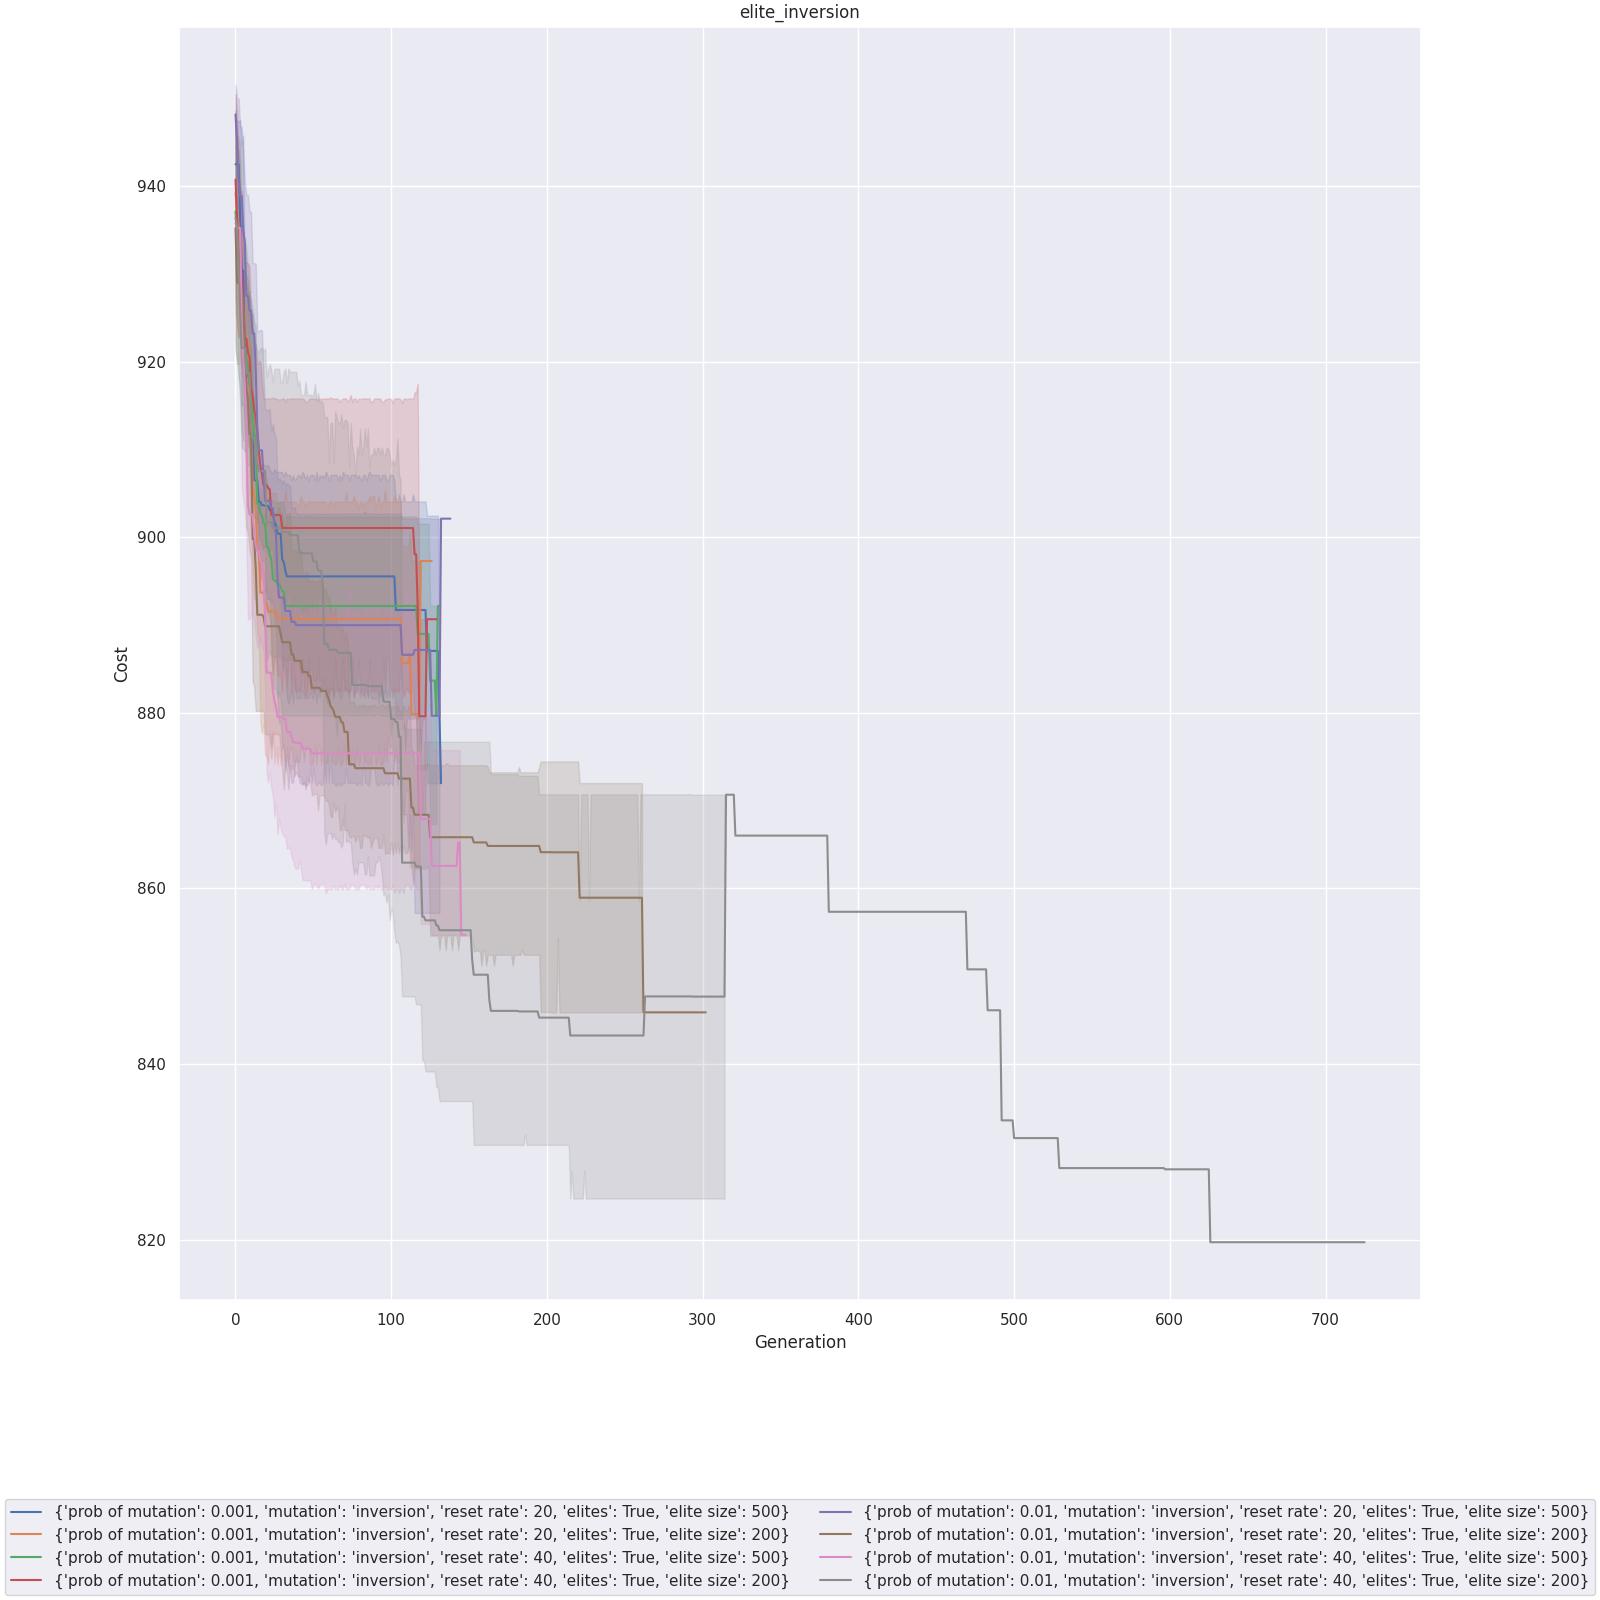 elite_inversion
940
920
900
880
860
840
820
Cost
0 100 200 300 400 500 600 700
Generation
{'prob of mutation': 0.001, 'mutation': 'inversion', 'reset rate': 20, 'elites': True, 'elite size': 500}
{'prob of mutation': 0.001, 'mutation': 'inversion', 'reset rate': 20, 'elites': True, 'elite size': 200}
{'prob of mutation': 0.001, 'mutation': 'inversion', 'reset rate': 40, 'elites': True, 'elite size': 500}
{'prob of mutation': 0.001, 'mutation': 'inversion', 'reset rate': 40, 'elites': True, 'elite size': 200}
{'prob of mutation': 0.01, 'mutation': 'inversion', 'reset rate': 20, 'elites': True, 'elite size': 500}
{'prob of mutation': 0.01, 'mutation': 'inversion', 'reset rate': 20, 'elites': True, 'elite size': 200}
{'prob of mutation': 0.01, 'mutation': 'inversion', 'reset rate': 40, 'elites': True, 'elite size': 500}
{'prob of mutation': 0.01, 'mutation': 'inversion', 'reset rate': 40, 'elites': True, 'elite size': 200}